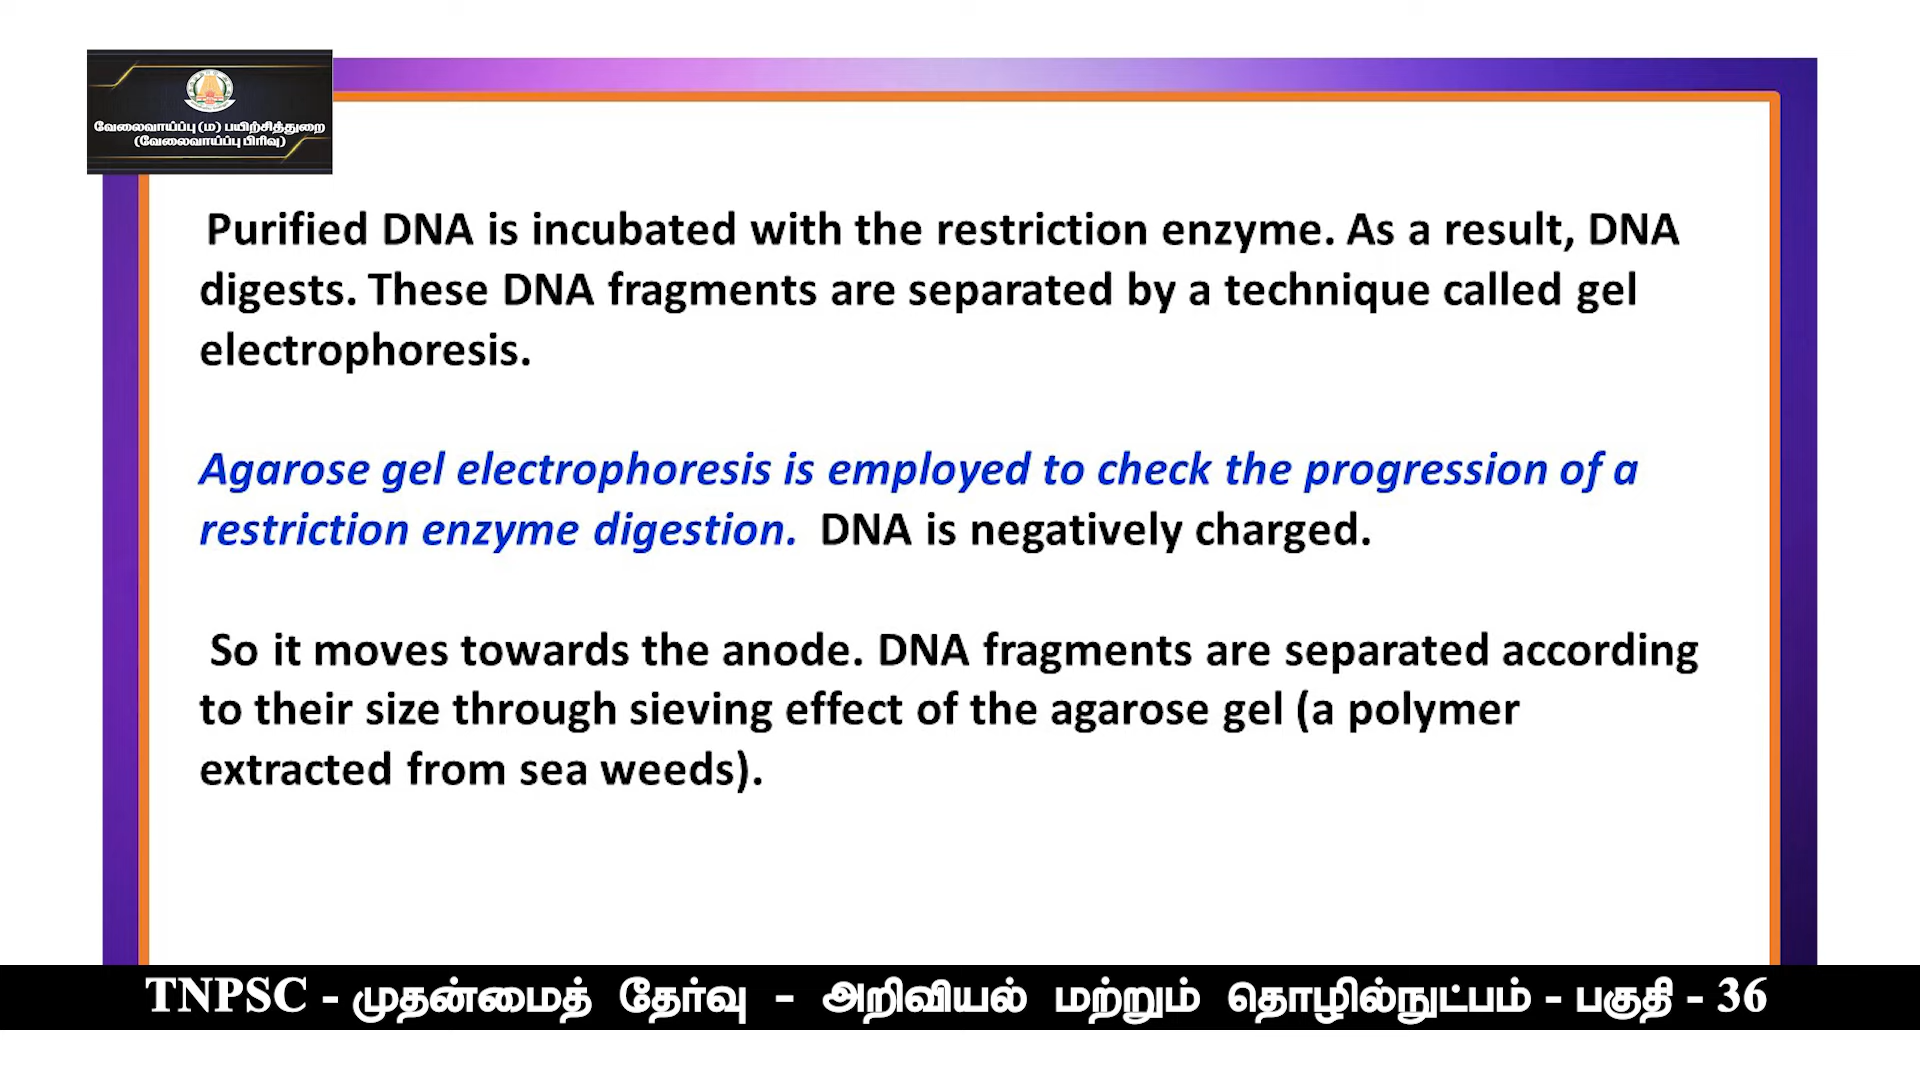 வேலைவாய்ப்பு (ம) பயிற்சித்துறை
(வேலைவாய்ப்பு பிரிவு)
Purified DNA is incubated with the restriction enzyme. As a result, DNA
digests. These DNA fragments are separated by a technique called gel
electrophoresis.
Agarose gel electrophoresis is employed to check the progression of a
restriction enzyme digestion. DNA is negatively charged.
So it moves towards the anode. DNA fragments are separated according
to their size through sieving effect of the agarose gel (a polymer
extracted from sea weeds).
TNPSC - முதன்மைத் தேர்வு - அறிவியல் மற்றும் தொழில்நுட்பம் - பகுதி - 36